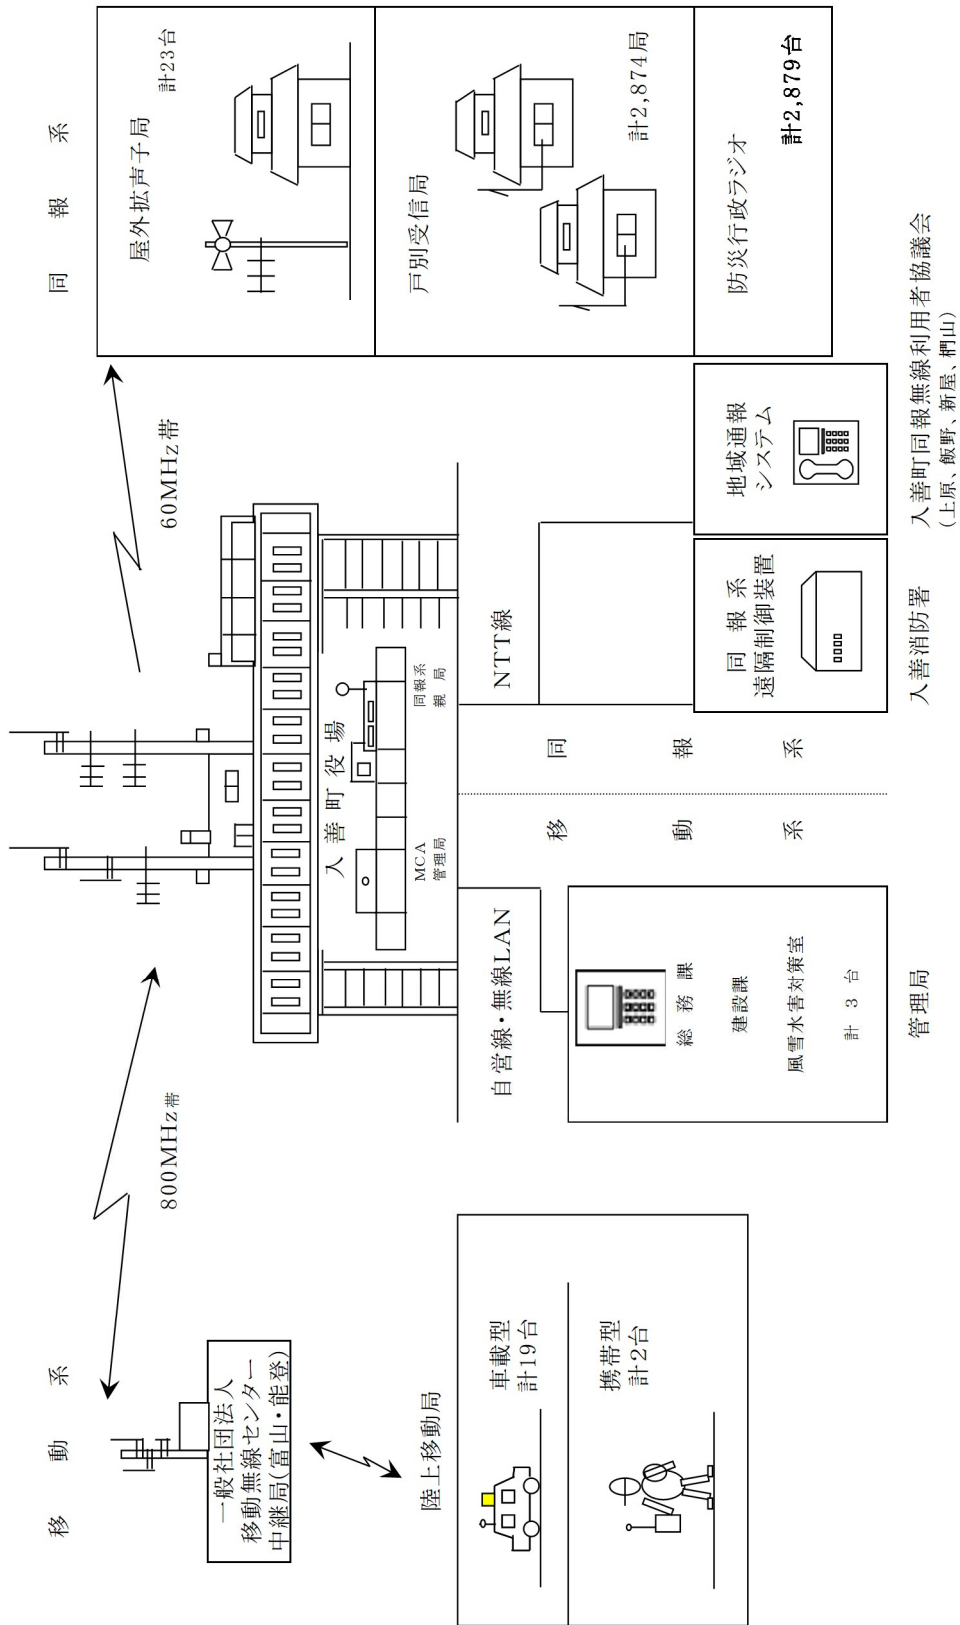 移動系
同報系
800MHz帯
60MHz帯
一般社団法人
移動無線センター
中継局(富山・能登)
陸上移動局
車載型
計19台
携帯型
計2台
入善町役場
MCA
管理局
同報系
親局
自営線・無線LAN
NTT線
総務課
建設課
風雪水害対策室
計3台
管理局
移動系
同報系
同報系
遠隔制御装置
入善消防署
地域通報
システム
入善町同報無線利用者協議会
(上原、飯野、新屋、椚山)
屋外拡声子局
計23台
戸別受信局
計2,874局
防災行政ラジオ
計2,879台